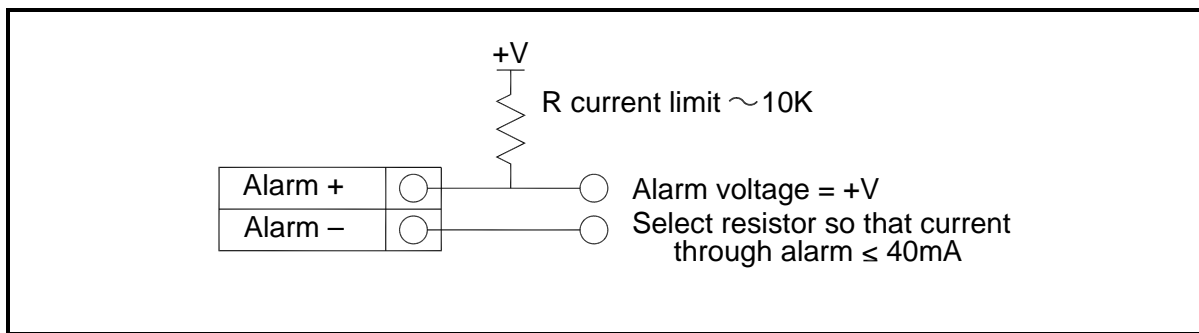 +V
R current limit ~10K
Alarm +
Alarm voltage = +V
Alarm –
Select resistor so that current
through alarm ≤ 40mA